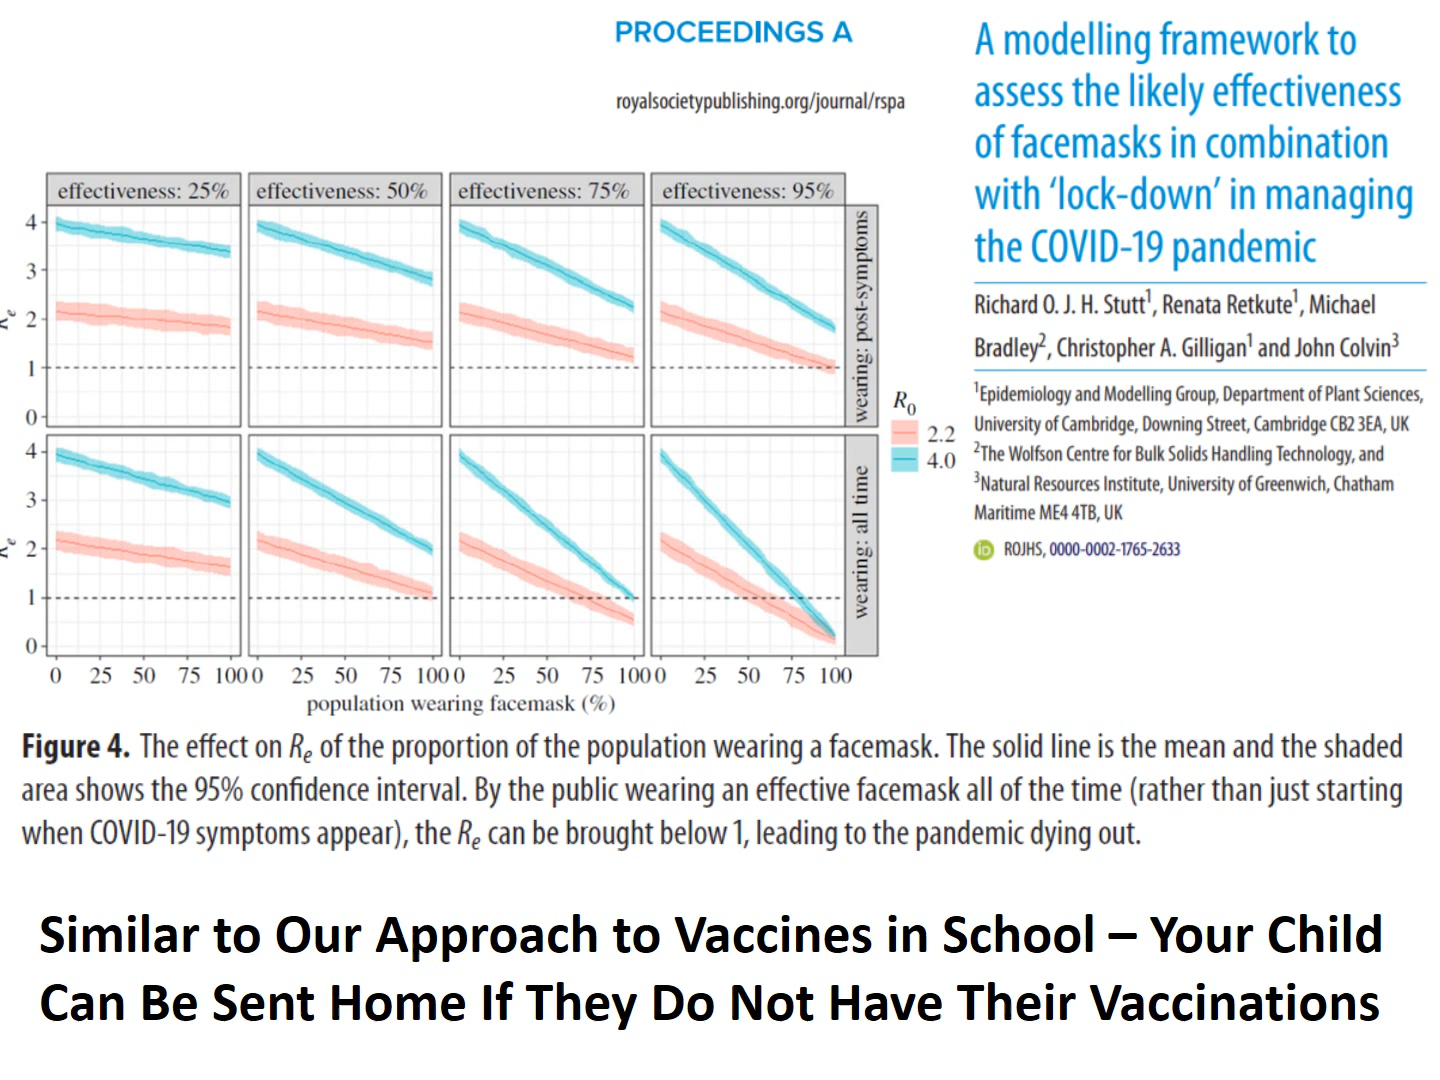 PROCEEDINGS A
royalsocietypublishing.org/journal/rspa
A modelling framework to
assess the likely effectiveness
of facemasks in combination
with ‘lock-down’ in managing
the COVID-19 pandemic
Richard O. J. H. Stutt1, Renata Retkute1, Michael
Bradley2, Christopher A. Gilligan1 and John Colvin3
1Epidemiology and Modelling Group, Department of Plant Sciences,
University of Cambridge, Downing Street, Cambridge CB2 3EA, UK
2The Wolfson Centre for Bulk Solids Handling Technology, and
3Natural Resources Institute, University of Greenwich, Chatham
Maritime ME4 4TB, UK
iD ROJHS, 0000-0002-1765-2633
effectiveness: 25% effectiveness: 50% effectiveness: 75% effectiveness: 95%
4
3
2
1
0
Re
wearing: post-symptoms
4
3
2
1
0
Re
wearing: all time
R0
2.2
4.0
0 25 50 75 100 0 25 50 75 100 0 25 50 75 100 0 25 50 75 100
population wearing facemask (%)
Figure 4. The effect on Re of the proportion of the population wearing a facemask. The solid line is the mean and the shaded
area shows the 95% confidence interval. By the public wearing an effective facemask all of the time (rather than just starting
when COVID-19 symptoms appear), the Re can be brought below 1, leading to the pandemic dying out.
Similar to Our Approach to Vaccines in School – Your Child
Can Be Sent Home If They Do Not Have Their Vaccinations